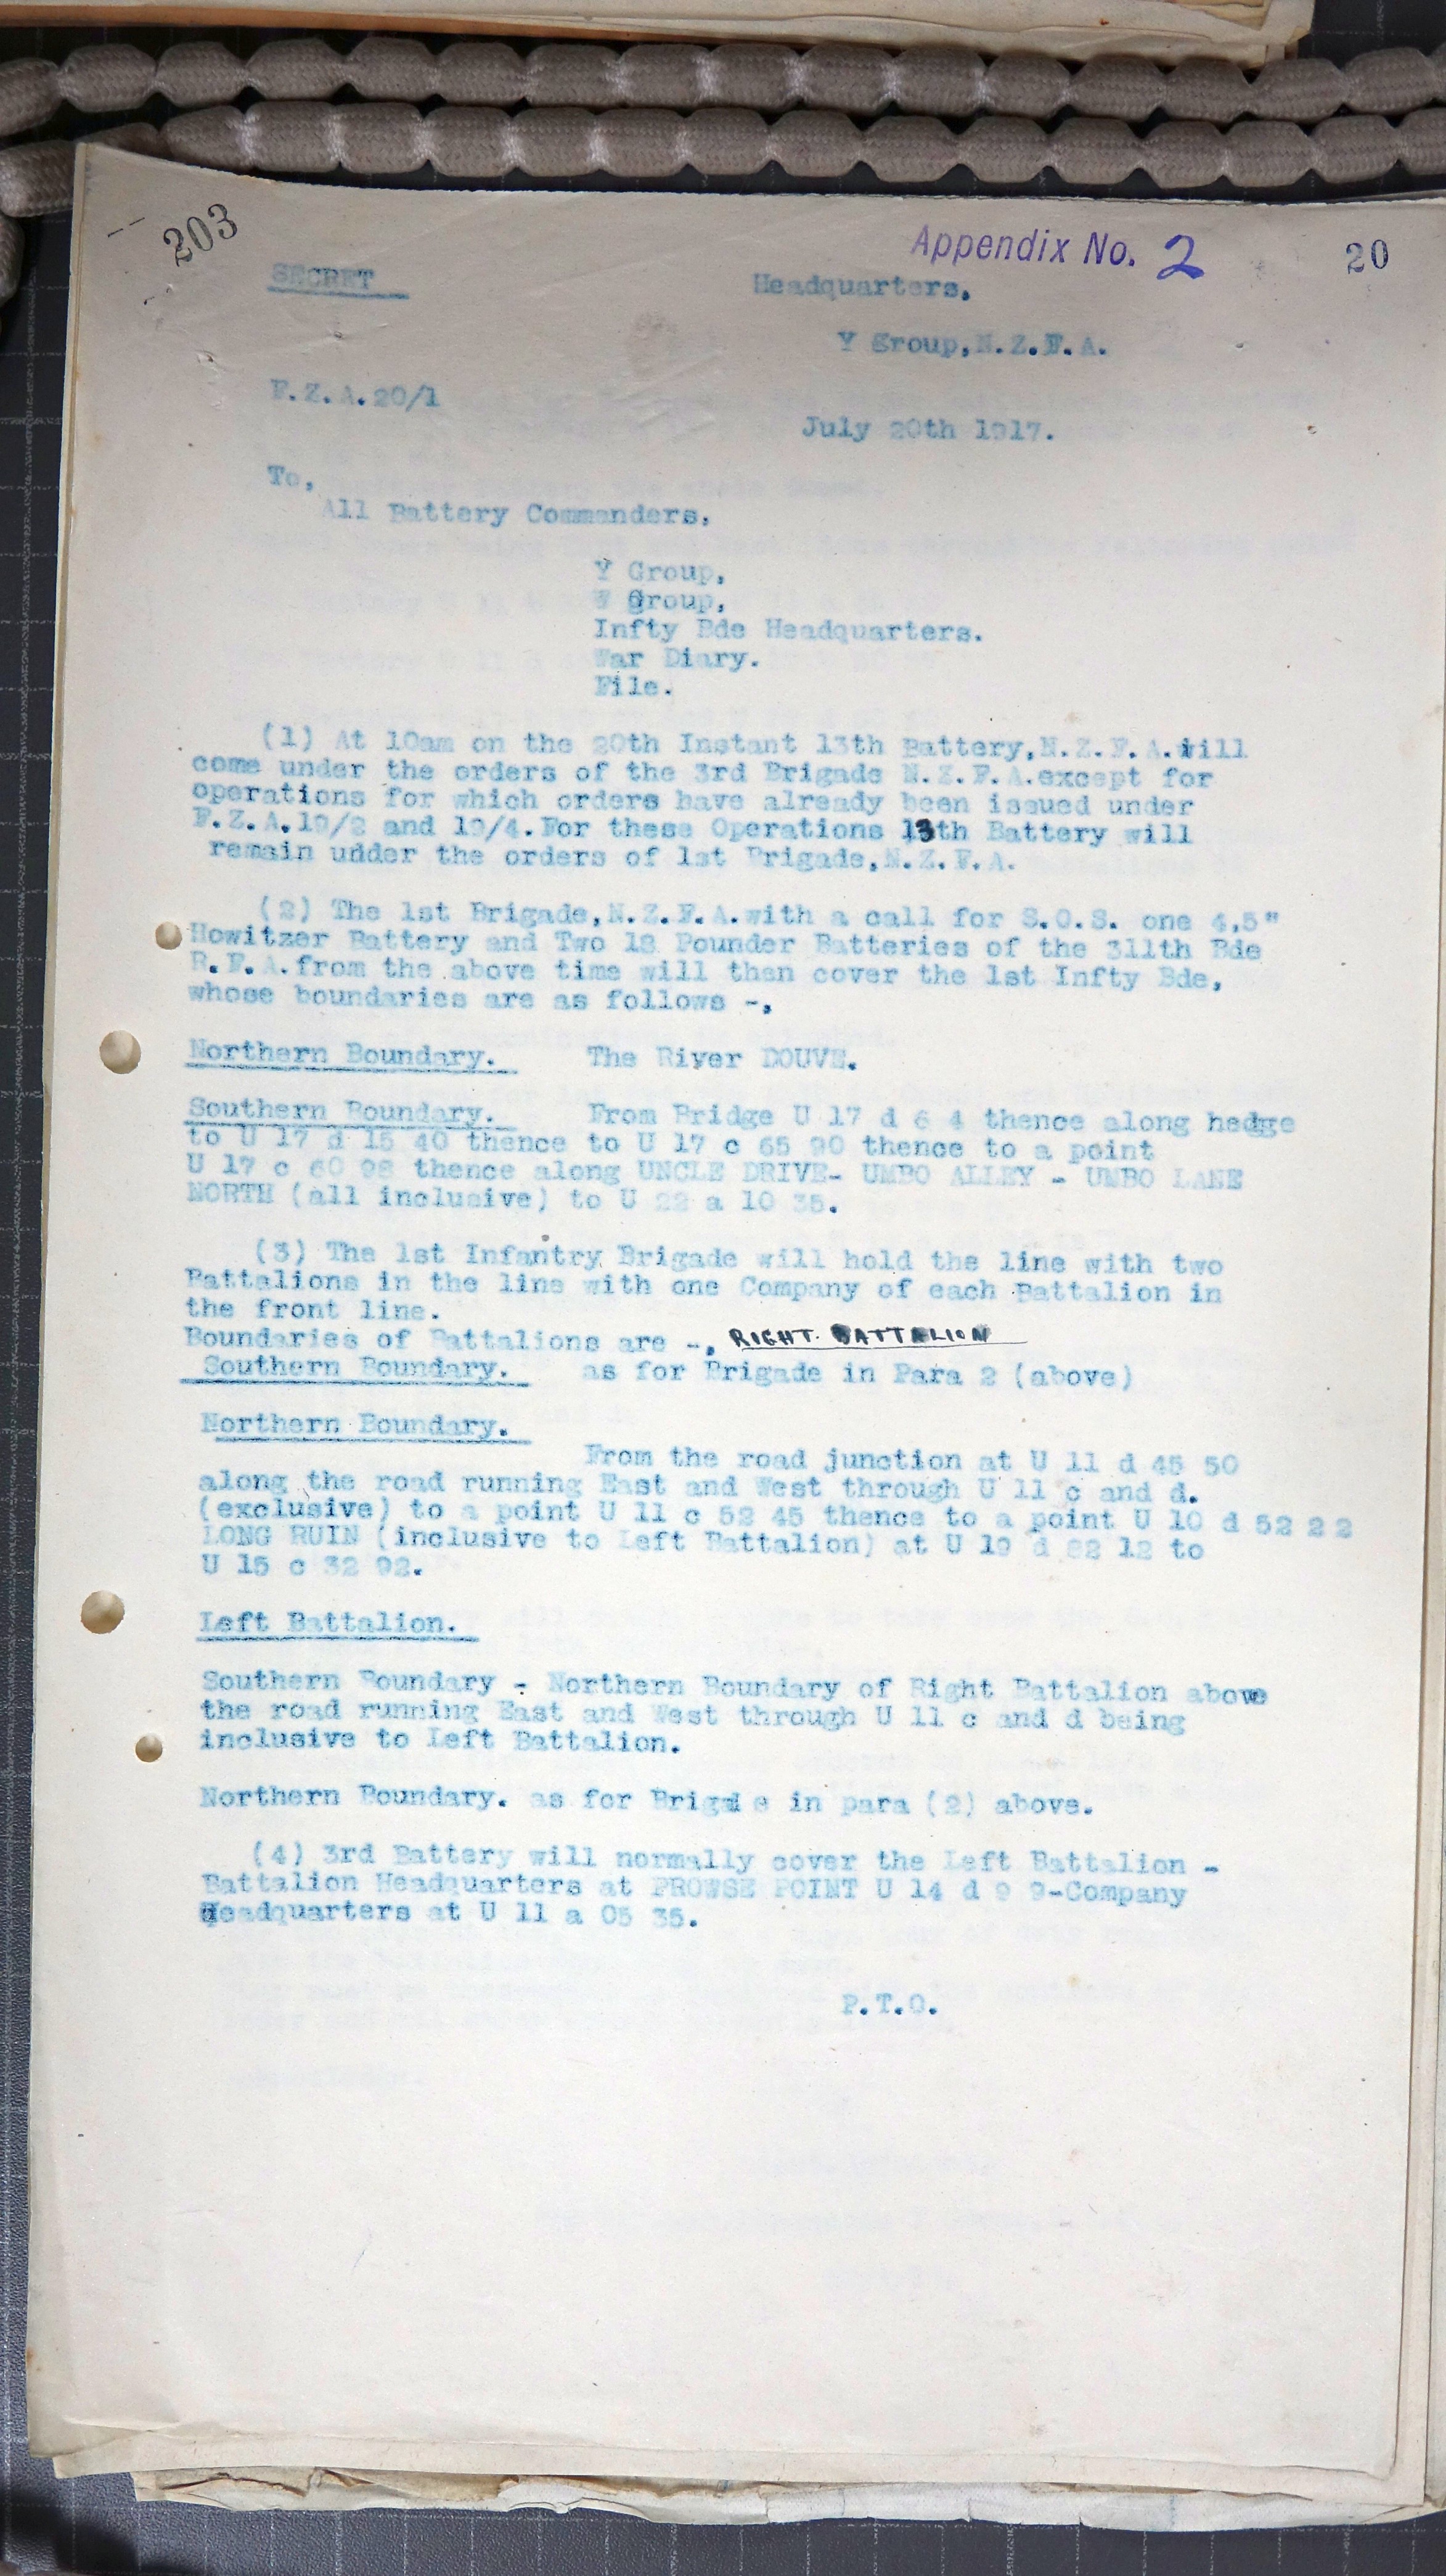 203
Appendix No. 2
20
SECRET
Headquarters,
Y Group,N.Z.F.A.
F.Z.A.20/1
July 20th 1917.
To,
All Battery Commanders,
Y Group,
Group,
Infty Bde Headquarters.
War Diary.
File.
(1) At 10am on the 20th Instant 13th Battery,N.Z.F.A.will
come under the orders of the 3rd Brigade N.Z.F.A.except for
operations for which orders have already been issued under
F.Z.A.19/2 and 19/4.For these Operations 13th Battery will
remain udder the orders of 1st Brigade,N.Z.F.A.
(2) The 1st Brigade,N.Z.F.A.with a call for S.O.S. one 4,5"
Howitzer Battery and Two 18 Pounder Batteries of the 311th Bde
R.F.A.from the above time will then cover the 1st Infty Bde,
whose boundaries are as follows -,
Northern Boundary. The River DOUVE.
Southern Boundary. From Bridge U 17 d 6 4 thence along hedge
to U 17 d 15 40 thence to U 17 c 65 90 thence to a point
U 17 c 60 98 thence along UNCLE DRIVE- UMBO ALLEY - UMBO LANE
NORTH (all inclusive) to U 22 a 10 35.
(3) The 1st Infantry Brigade will hold the line with two
Battalions in the line with one Company of each Battalion in
the front line.
Boundaries of Battalions are -, RIGHT. BATTALION
Southern Boundary. as for Brigade in Para 2 (above)
Northern Boundary.
From the road junction at U 11 d 45 50
along the road running East and West through U 11 c and d.
(exclusive) to a point U 11 c 52 45 thence to a point U 10 d 52 22
LONG RUIN (inclusive to Left Battalion) at U 19 d 12 to
U 15 c 32 92.
Left Battalion.
Southern Boundary - Northern Boundary of Right Battalion above
the road running East and West through U 11 c and d being
inclusive to Left Battalion.
Northern Boundary. as for Brigade in para (2) above.
(4) 3rd Battery will normally cover the Left Battalion -
Battalion Headquarters at PROWSE POINT U 14 d 9 9-Company
Headquarters at U 11 a 05 35.
P.T.O.